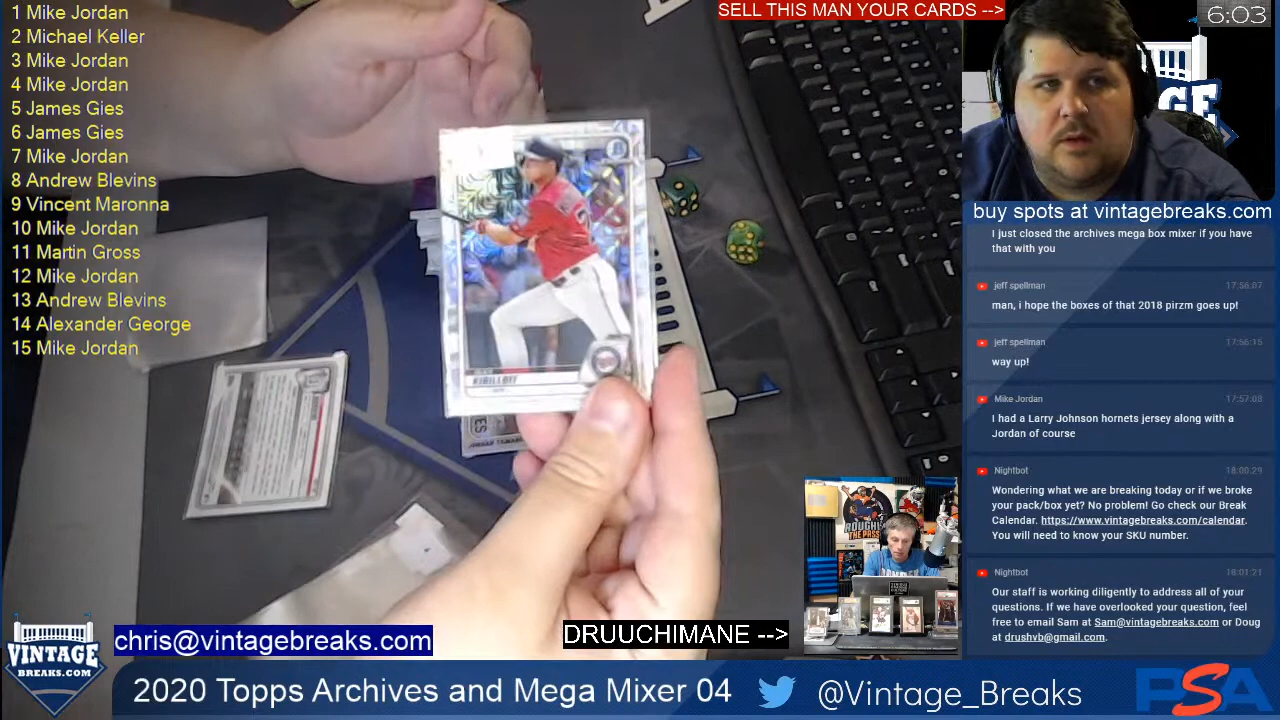 1 Mike Jordan
2 Michael Keller
3 Mike Jordan
4 Mike Jordan
5 James Gies
6 James Gies
7 Mike Jordan
8 Andrew Blevins
9 Vincent Maronna
10 Mike Jordan
11 Martin Gross
12 Mike Jordan
13 Andrew Blevins
14 Alexander George
15 Mike Jordan
SELL THIS MAN YOUR CARDS -->
6:03
GE
buy spots at vintagebreaks.com
I just closed the archives mega box mixer if you have
that with you
jeff spellman 17:56:07
man, i hope the boxes of that 2018 pirzm goes up!
jeff spellman 17:56:15
way up!
Mike Jordan 17:57:08
I had a Larry Johnson hornets jersey along with a
Jordan of course
Nightbot 18:00:29
Wondering what we are breaking today or if we broke
your pack/box yet? No problem! Go check our Break
Calendar. https://www.vintagebreaks.com/calendar.
You will need to know your SKU number.
Nightbot 18:01:21
Our staff is working diligently to address all of your
questions. If we have overlooked your question, feel
free to email Sam at Sam@vintagebreaks.com or Doug
at drushvb@gmail.com.
KIRILLOFF
ROUGH
THE PASS
chris@vintagebreaks.com
DRUUCHIMANE -->
VINTAGE
BREAKS.COM
2020 Topps Archives and Mega Mixer 04
@Vintage_Breaks
PSA